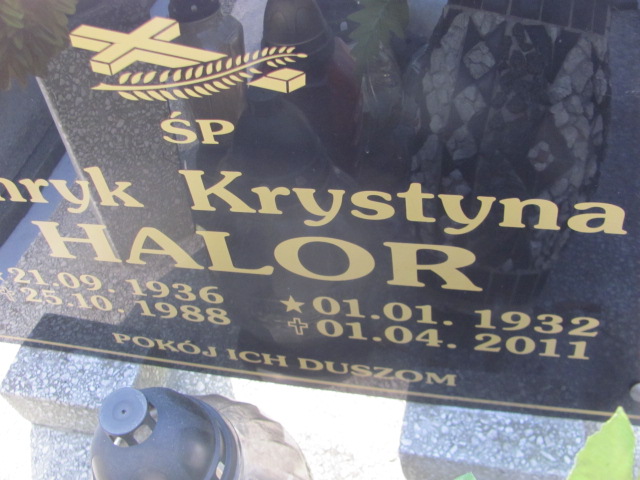 ŚP
nryk Krystyna
HALOR
21.09.1936 ★01.01.1932
25.10.1988 ✝01.04.2011
POKÓJ ICH DUSZOM